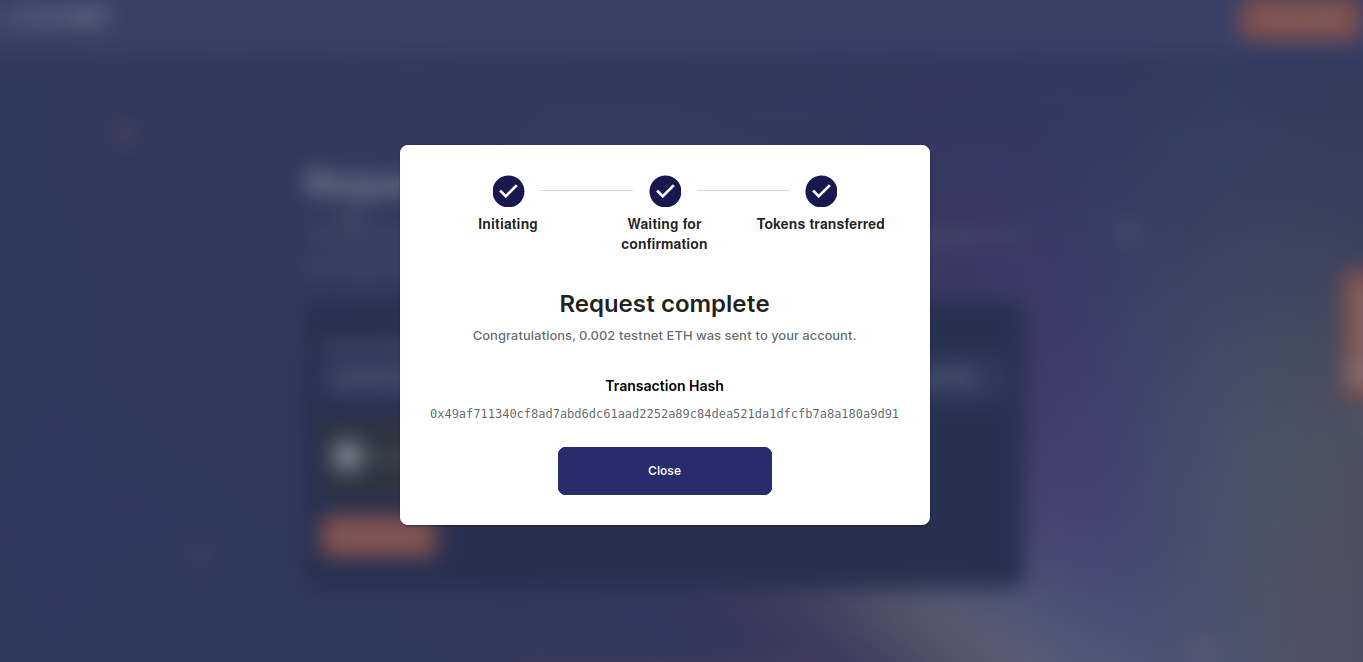 Initiating
Waiting for
confirmation
Tokens transferred
Request complete
Congratulations, 0.002 testnet ETH was sent to your account.
Transaction Hash
0x49af711340cf8ad7abd6dc61aad2252a89c84dea521da1dfcfb7a8a180a9d91
Close